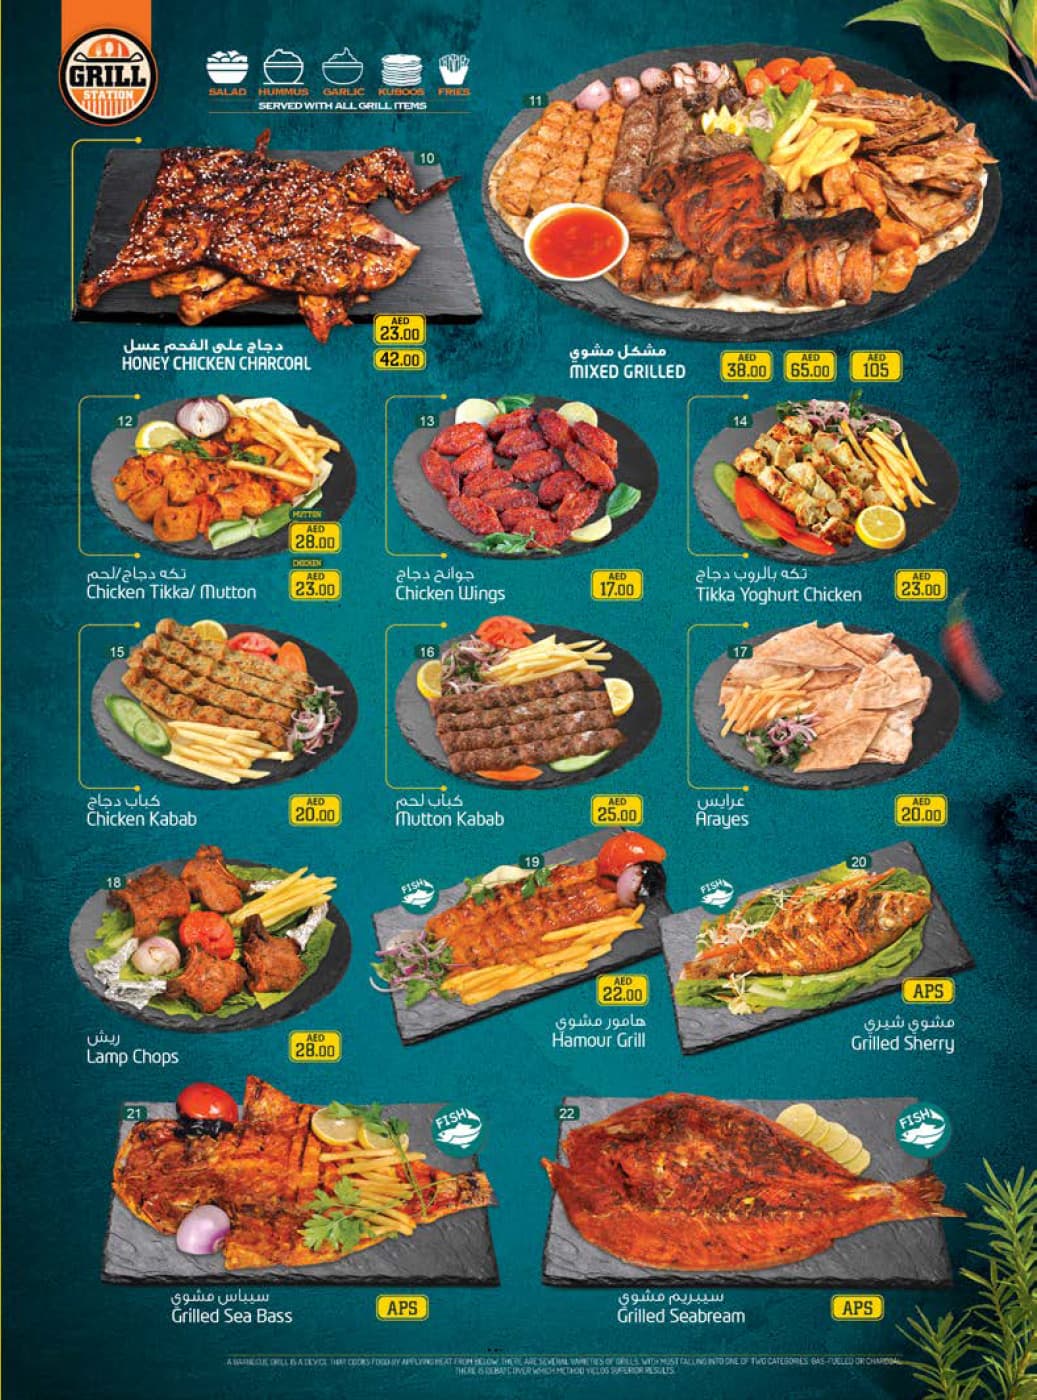 GRILL
STATION
SALAD HUMMUS GARLIC KUBOOS FRIES
SERVED WITH ALL GRILL ITEMS
10
دجاج على الفحم عسل
HONEY CHICKEN CHARCOAL
AED
23.00
42.00
11
مشكل مشوي
MIXED GRILLED
AED
38.00
AED
65.00
AED
105
12
تكه دجاج/لحم
Chicken Tikka/ Mutton
MUTTON
AED
28.00
CHICKEN
AED
23.00
13
جوانح دجاج
Chicken Wings
AED
17.00
14
تكه بالروب دجاج
Tikka Yoghurt Chicken
AED
23.00
15
كباب دجاج
Chicken Kabab
AED
20.00
16
كباب لحم
Mutton Kabab
AED
25.00
17
عرايس
Arayes
AED
20.00
18
ريش
Lamp Chops
AED
28.00
19
FISH
AED
22.00
هامور مشوي
Hamour Grill
20
FISH
APS
مشوي شيري
Grilled Sherry
21
FISH
سيباس مشوي
Grilled Sea Bass
APS
22
FISH
سيبريم مشوي
Grilled Seabream
APS
A BARBECUE GRILL IS A DEVICE THAT COOKS FOOD BY APPLYING HEAT FROM BELOW. THERE ARE SEVERAL VARIETIES OF GRILLS, WITH MOST FALLING INTO ONE OF TWO CATEGORIES: GAS-FUELED OR CHARCOAL.
THERE IS DEBATE OVER WHICH METHOD YIELDS SUPERIOR RESULTS.